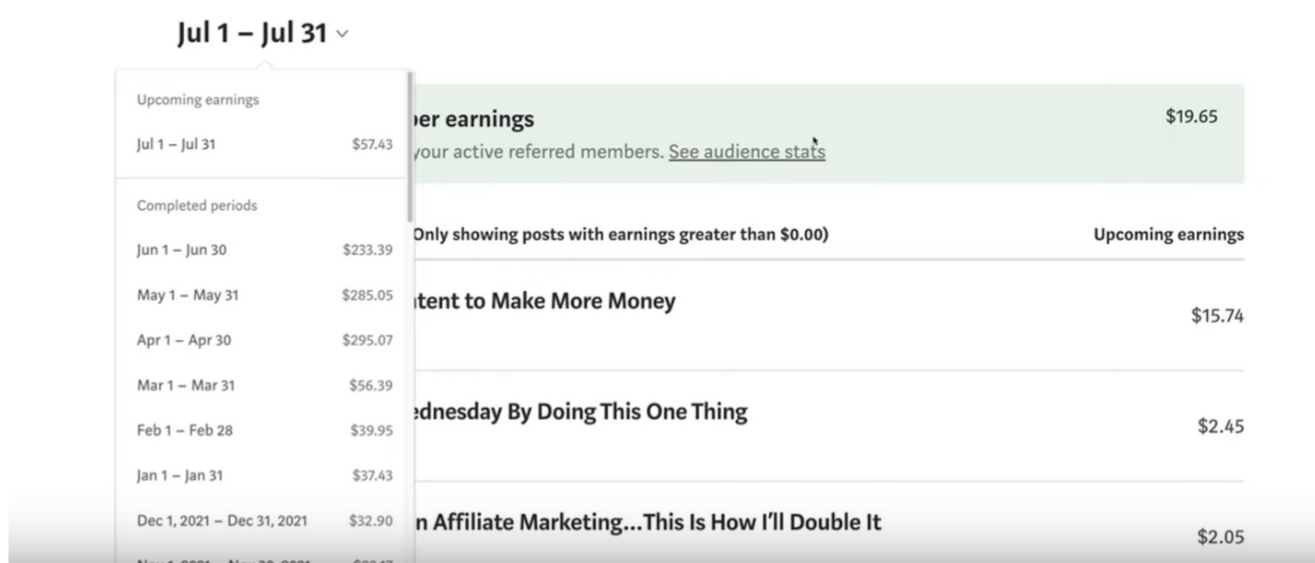 Jul 1 – Jul 31
Upcoming earnings
Jul 1 – Jul 31 $57.43
Completed periods
Jun 1 – Jun 30 $233.39
May 1 – May 31 $285.05
Apr 1 – Apr 30 $295.07
Mar 1 – Mar 31 $56.39
Feb 1 – Feb 28 $39.95
Jan 1 – Jan 31 $37.43
Dec 1, 2021 – Dec 31, 2021 $32.90
earnings $19.65
your active referred members. See audience stats
Only showing posts with earnings greater than $0.00) Upcoming earnings
to Make More Money
$15.74
By Doing This One Thing
$2.45
Affiliate Marketing...This Is How I'll Double It
$2.05